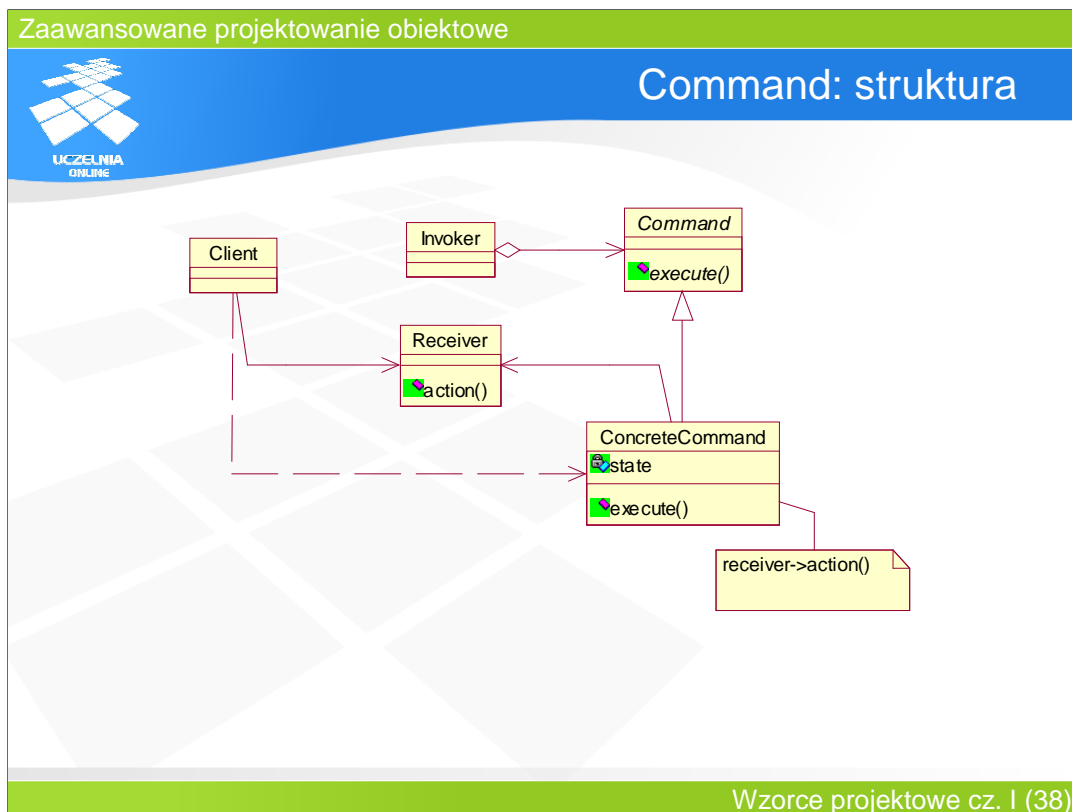 Zaawansowane projektowanie obiektowe
Command: struktura
UCZELNIA
ONLINE
Client
Invoker
Command
execute()
Receiver
action()
ConcreteCommand
state
execute()
receiver->action()
Wzorce projektowe cz. I (38)